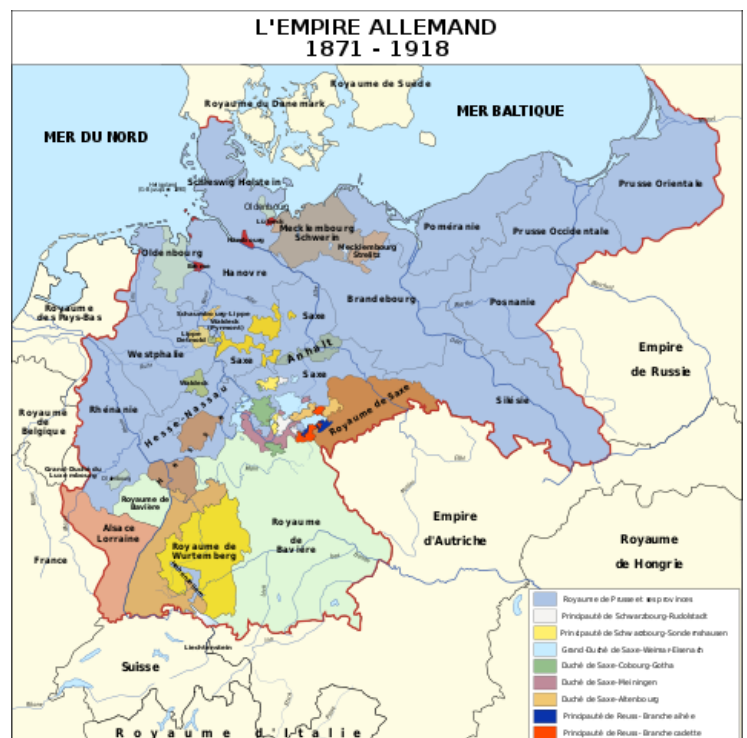 L'EMPIRE ALLEMAND
1871 - 1918
Royaume de Suède
Royaume du Danemark
MER BALTIQUE
MER DU NORD
Schleswig Holstein
Prusse Orientale
Oldenbourg
Lübeck
Mecklembourg
Schwerin
Poméranie
Prusse Occidentale
Hambourg
Mecklembourg
Strelitz
Oldenbourg
Brême
Hanovre
Brandebourg
Posnanie
Royaume
des Pays-Bas
Schaumbourg-Lippe
Waldeck
(Pyrmont)
Saxe
Lippe
Detmold
Anhalt
Empire
de Russie
Westphalie
Saxe
Saxe
Waldeck
Rhénanie
Hesse-Nassau
Royaume de Saxe
Silésie
Royaume
de
Belgique
Hesse
Grand-Duché du
Luxembourg
Royaume de
Bavière
Alsace
Lorraine
Royaume
de
Bavière
Empire
d'Autriche
Royaume
de Hongrie
Royaume de
Wurtemberg
France
Liechtenstein
Suisse
Royaume d'Italie
Royaume de Prusse et ses provinces
Principauté de Schwarzbourg-Rudolstadt
Principauté de Schwarzbourg-Sondershausen
Grand-Duché de Saxe-Weimar-Eisenach
Duché de Saxe-Cobourg-Gotha
Duché de Saxe-Meiningen
Duché de Saxe-Altenbourg
Principauté de Reuss - Branche aînée
Principauté de Reuss - Branche cadette